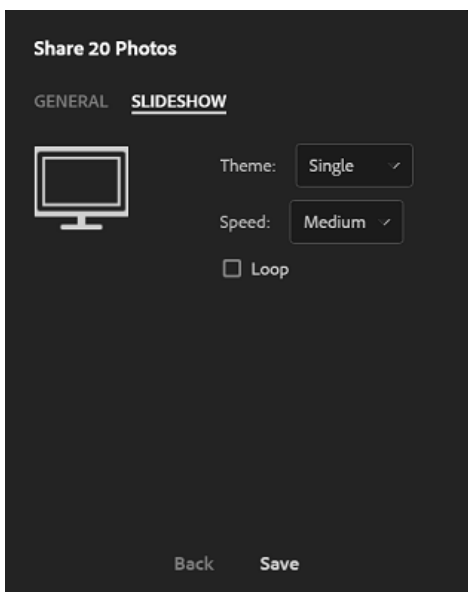 Share 20 Photos
GENERAL SLIDESHOW
Theme: Single
Speed: Medium
Loop
Back Save